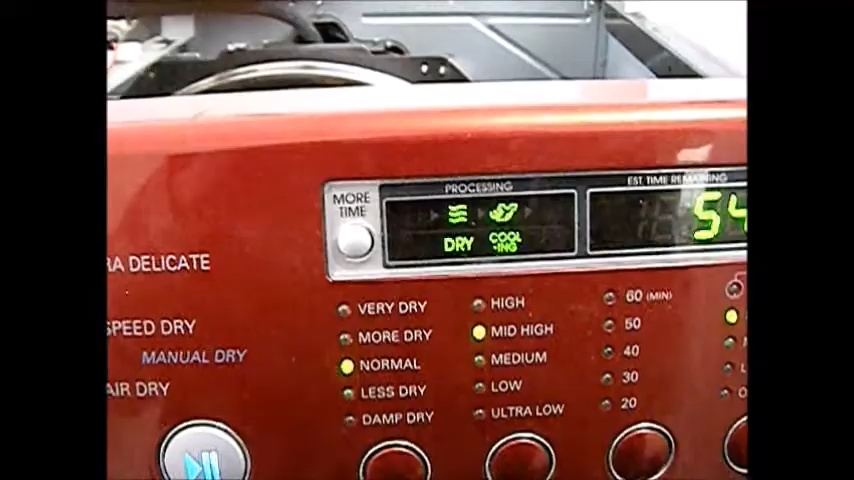 PROCESSING
EST TIME REMAINING
MORE
TIME
54
DRY
COOL
-ING
RA DELICATE
SPEED DRY
MANUAL DRY
AIR DRY
VERY DRY
MORE DRY
NORMAL
LESS DRY
DAMP DRY
HIGH
MID HIGH
MEDIUM
LOW
ULTRA LOW
60 (MIN)
50
40
30
20